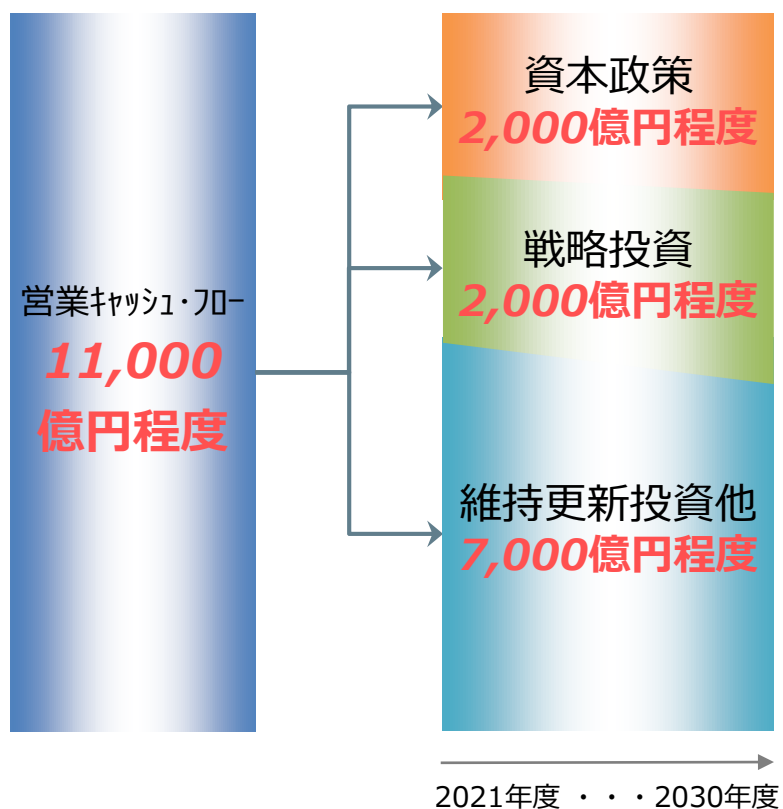 営業ｷｬｯｼｭ・ﾌﾛｰ
11,000
億円程度
資本政策
2,000億円程度
戦略投資
2,000億円程度
維持更新投資他
7,000億円程度
2021年度 ・・・2030年度